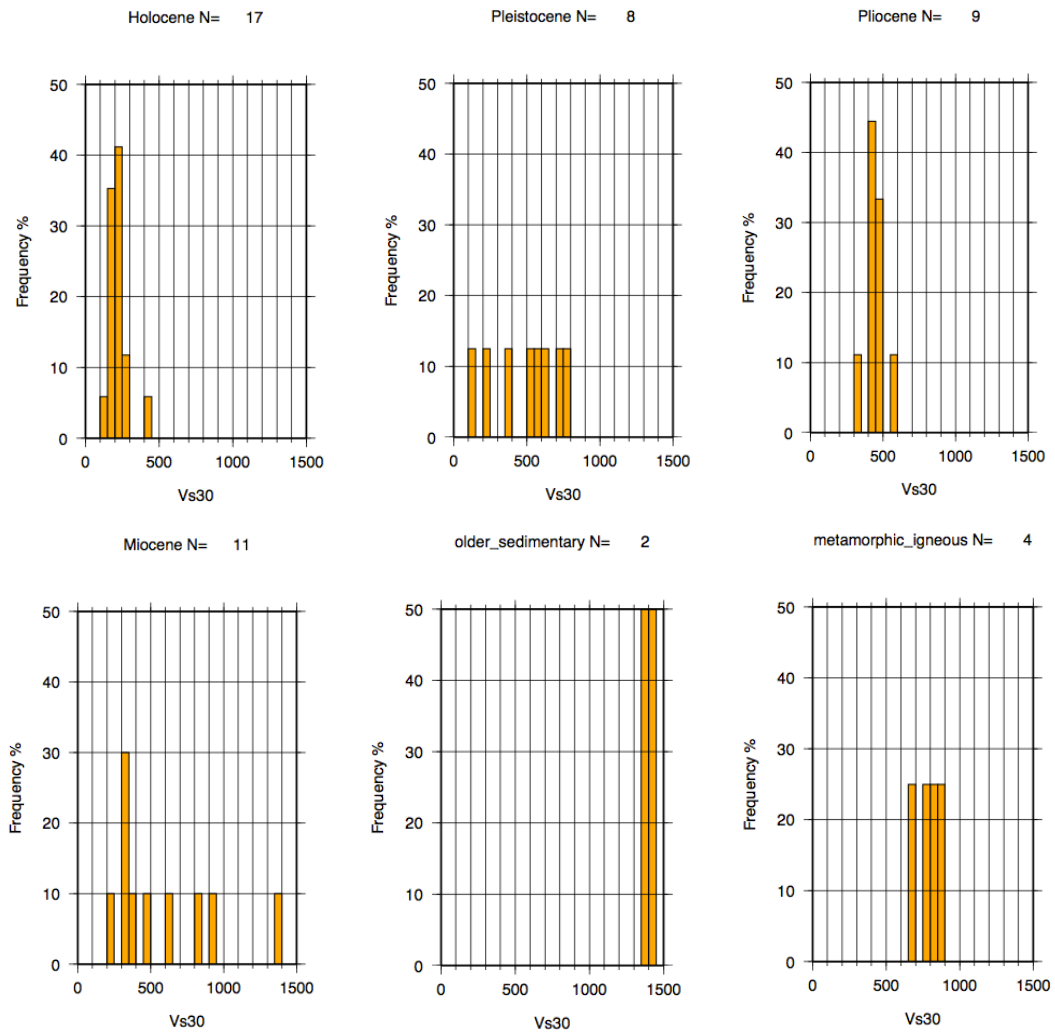 Holocene N= 17
50
40
30
20
10
0
Frequency %
0 500 1000 1500
Vs30
Pleistocene N= 8
50
40
30
20
10
0
Frequency %
0 500 1000 1500
Vs30
Pliocene N= 9
50
40
30
20
10
0
Frequency %
0 500 1000 1500
Vs30
Miocene N= 11
50
40
30
20
10
0
Frequency %
0 500 1000 1500
Vs30
older_sedimentary N= 2
50
40
30
20
10
0
Frequency %
0 500 1000 1500
Vs30
metamorphic_igneous N= 4
50
40
30
20
10
0
Frequency %
0 500 1000 1500
Vs30